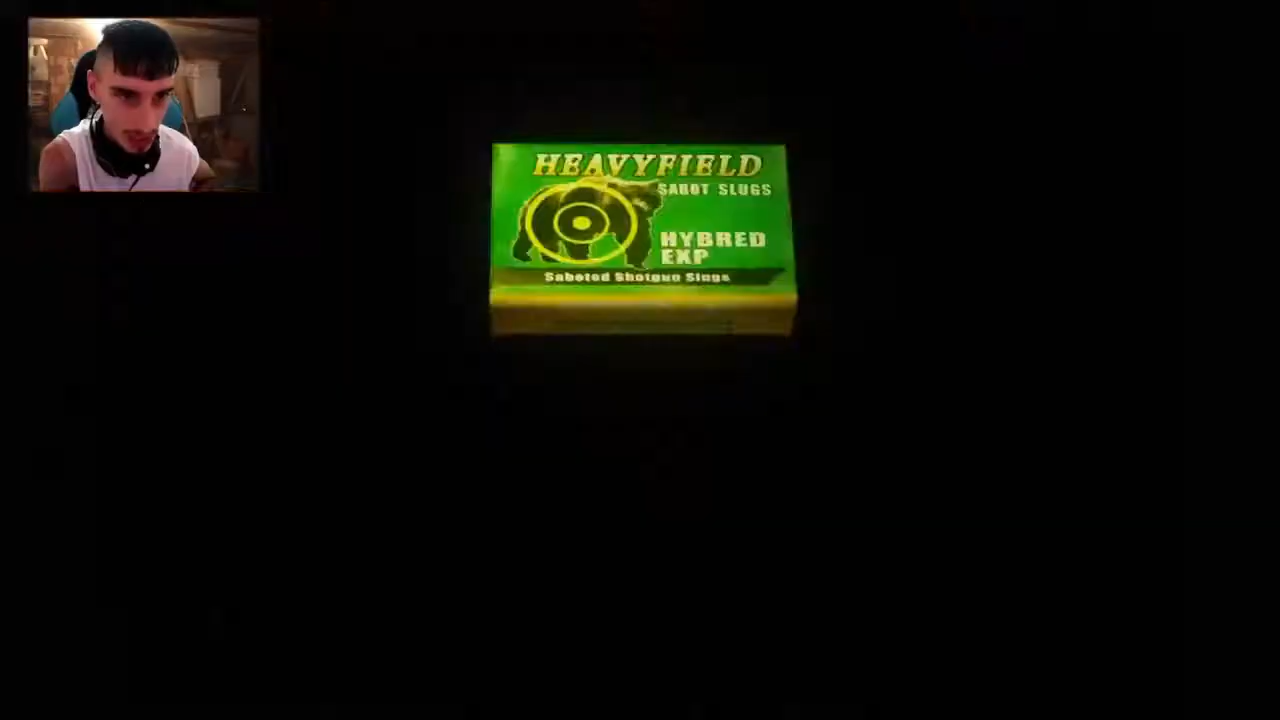 HEAVYFIELD
SABOT SLUGS
HYBRED
EXP
Saboted Shotgun Slugs